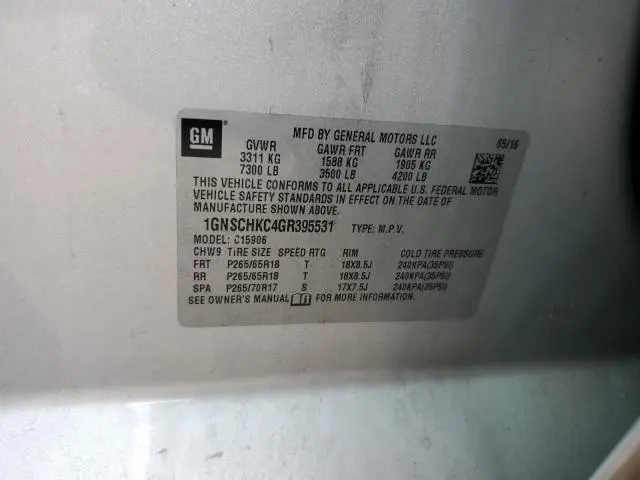 GM
MFD BY GENERAL MOTORS LLC 05/16
GVWR GAWR FRT GAWR RR
3311 KG 1588 KG 1905 KG
7300 LB 3500 LB 4200 LB
THIS VEHICLE CONFORMS TO ALL APPLICABLE U.S. FEDERAL MOTOR
VEHICLE SAFETY STANDARDS IN EFFECT ON THE DATE OF
MANUFACTURE SHOWN ABOVE.
1GNSCHKC4GR395531 TYPE: M.P.V.
MODEL: C15906
CHW9 TIRE SIZE SPEED RTG RIM COLD TIRE PRESSURE
FRT P265/65R18 T 18X8.5J 240KPA(35PSI)
RR P265/65R18 T 18X8.5J 240KPA(35PSI)
SPA P265/70R17 S 17X7.5J 240KPA(35PSI)
SEE OWNER'S MANUAL FOR MORE INFORMATION.